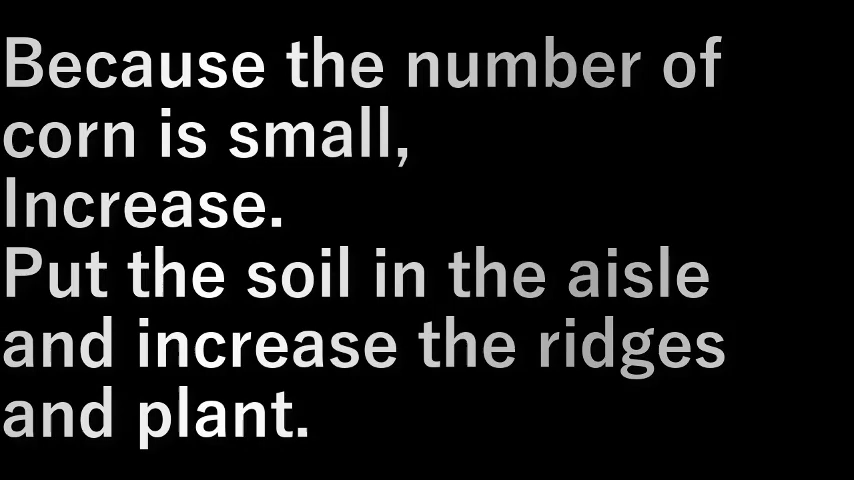 Because the number of
corn is small,
Increase.
Put the soil in the aisle
and increase the ridges
and plant.